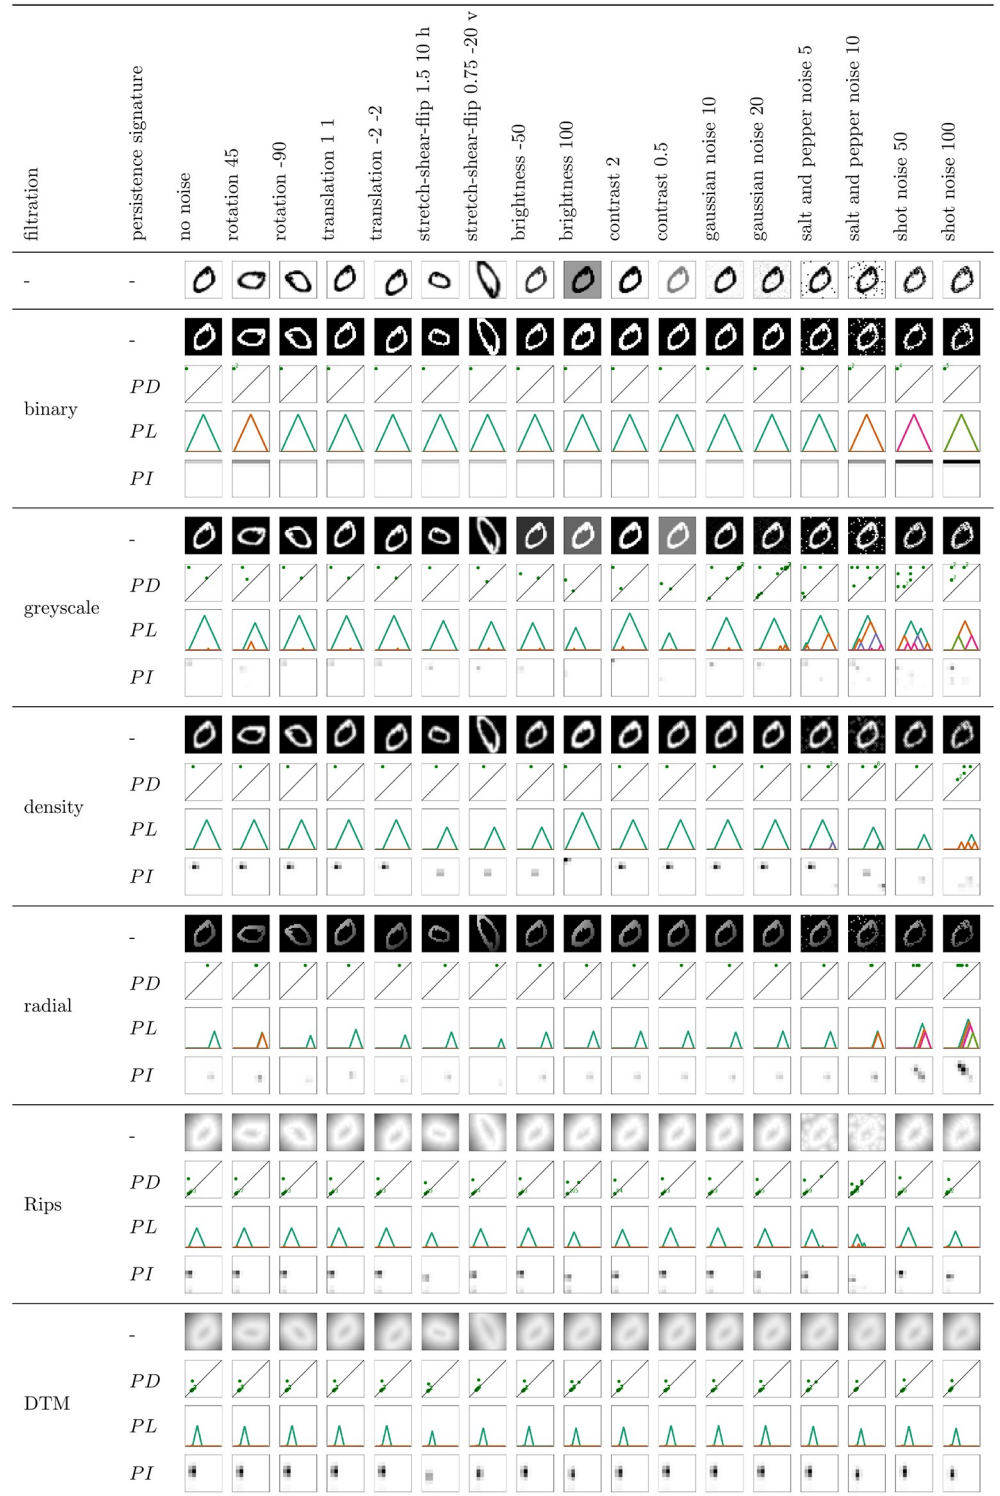 filtration
persistence signature
no noise
rotation 45
rotation -90
translation 1 1
translation -2 -2
stretch-shear-flip 1.5 10 h
stretch-shear-flip 0.75 -20 v
brightness -50
brightness 100
contrast 2
contrast 0.5
gaussian noise 10
gaussian noise 20
salt and pepper noise 5
salt and pepper noise 10
shot noise 50
shot noise 100
- -
-
PD
binary
PL
PI
-
PD
greyscale
PL
PI
-
PD
density
PL
PI
-
PD
radial
PL
PI
-
PD
Rips
PL
PI
-
PD
DTM
PL
PI